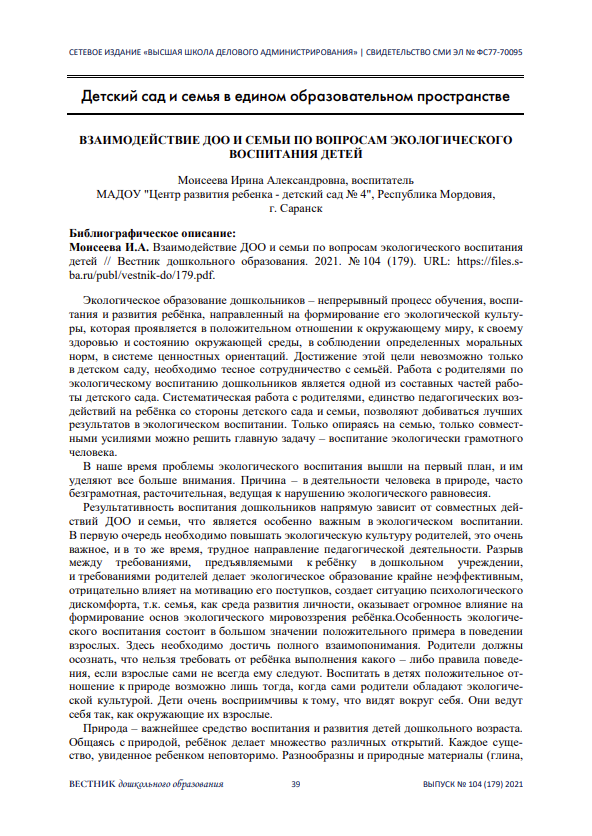 СЕТЕВОЕ ИЗДАНИЕ «ВЫСШАЯ ШКОЛА ДЕЛОВОГО АДМИНИСТРИРОВАНИЯ» | СВИДЕТЕЛЬСТВО СМИ ЭЛ № ФС77-70095
Детский сад и семья в едином образовательном пространстве
ВЗАИМОДЕЙСТВИЕ ДОО И СЕМЬИ ПО ВОПРОСАМ ЭКОЛОГИЧЕСКОГО
ВОСПИТАНИЯ ДЕТЕЙ
Моисеева Ирина Александровна, воспитатель
МАДОУ "Центр развития ребенка - детский сад № 4", Республика Мордовия,
г. Саранск
Библиографическое описание:
Моисеева И.А. Взаимодействие ДОО и семьи по вопросам экологического воспитания
детей // Вестник дошкольного образования. 2021. № 104 (179). URL: https://files.s-
ba.ru/publ/vestnik-do/179.pdf.
Экологическое образование дошкольников – непрерывный процесс обучения, воспи-
тания и развития ребёнка, направленный на формирование его экологической культу-
ры, которая проявляется в положительном отношении к окружающему миру, к своему
здоровью и состоянию окружающей среды, в соблюдении определенных моральных
норм, в системе ценностных ориентаций. Достижение этой цели невозможно только
в детском саду, необходимо тесное сотрудничество с семьёй. Работа с родителями по
экологическому воспитанию дошкольников является одной из составных частей рабо-
ты детского сада. Систематическая работа с родителями, единство педагогических воз-
действий на ребёнка со стороны детского сада и семьи, позволяют добиваться лучших
результатов в экологическом воспитании. Только опираясь на семью, только совмест-
ными усилиями можно решить главную задачу – воспитание экологически грамотного
человека.
В наше время проблемы экологического воспитания вышли на первый план, и им
уделяют все больше внимания. Причина – в деятельности человека в природе, часто
безграмотная, расточительная, ведущая к нарушению экологического равновесия.
Результативность воспитания дошкольников напрямую зависит от совместных дей-
ствий ДОО и семьи, что является особенно важным в экологическом воспитании.
В первую очередь необходимо повышать экологическую культуру родителей, это очень
важное, и в то же время, трудное направление педагогической деятельности. Разрыв
между требованиями, предъявляемыми к ребёнку в дошкольном учреждении,
и требованиями родителей делает экологическое образование крайне неэффективным,
отрицательно влияет на мотивацию его поступков, создает ситуацию психологического
дискомфорта, т.к. семья, как среда развития личности, оказывает огромное влияние на
формирование основ экологического мировоззрения ребёнка.Особенность экологиче-
ского воспитания состоит в большом значении положительного примера в поведении
взрослых. Здесь необходимо достичь полного взаимопонимания. Родители должны
осознать, что нельзя требовать от ребёнка выполнения какого – либо правила поведе-
ния, если взрослые сами не всегда ему следуют. Воспитать в детях положительное от-
ношение к природе возможно лишь тогда, когда сами родители обладают экологиче-
ской культурой. Дети очень восприимчивы к тому, что видят вокруг себя. Они ведут
себя так, как окружающие их взрослые.
Природа – важнейшее средство воспитания и развития детей дошкольного возраста.
Общаясь с природой, ребёнок делает множество различных открытий. Каждое суще-
ство, увиденное ребенком неповторимо. Разнообразны и природные материалы (глина,
ВЕСТНИК дошкольного образования 39 ВЫПУСК № 104 (179) 2021